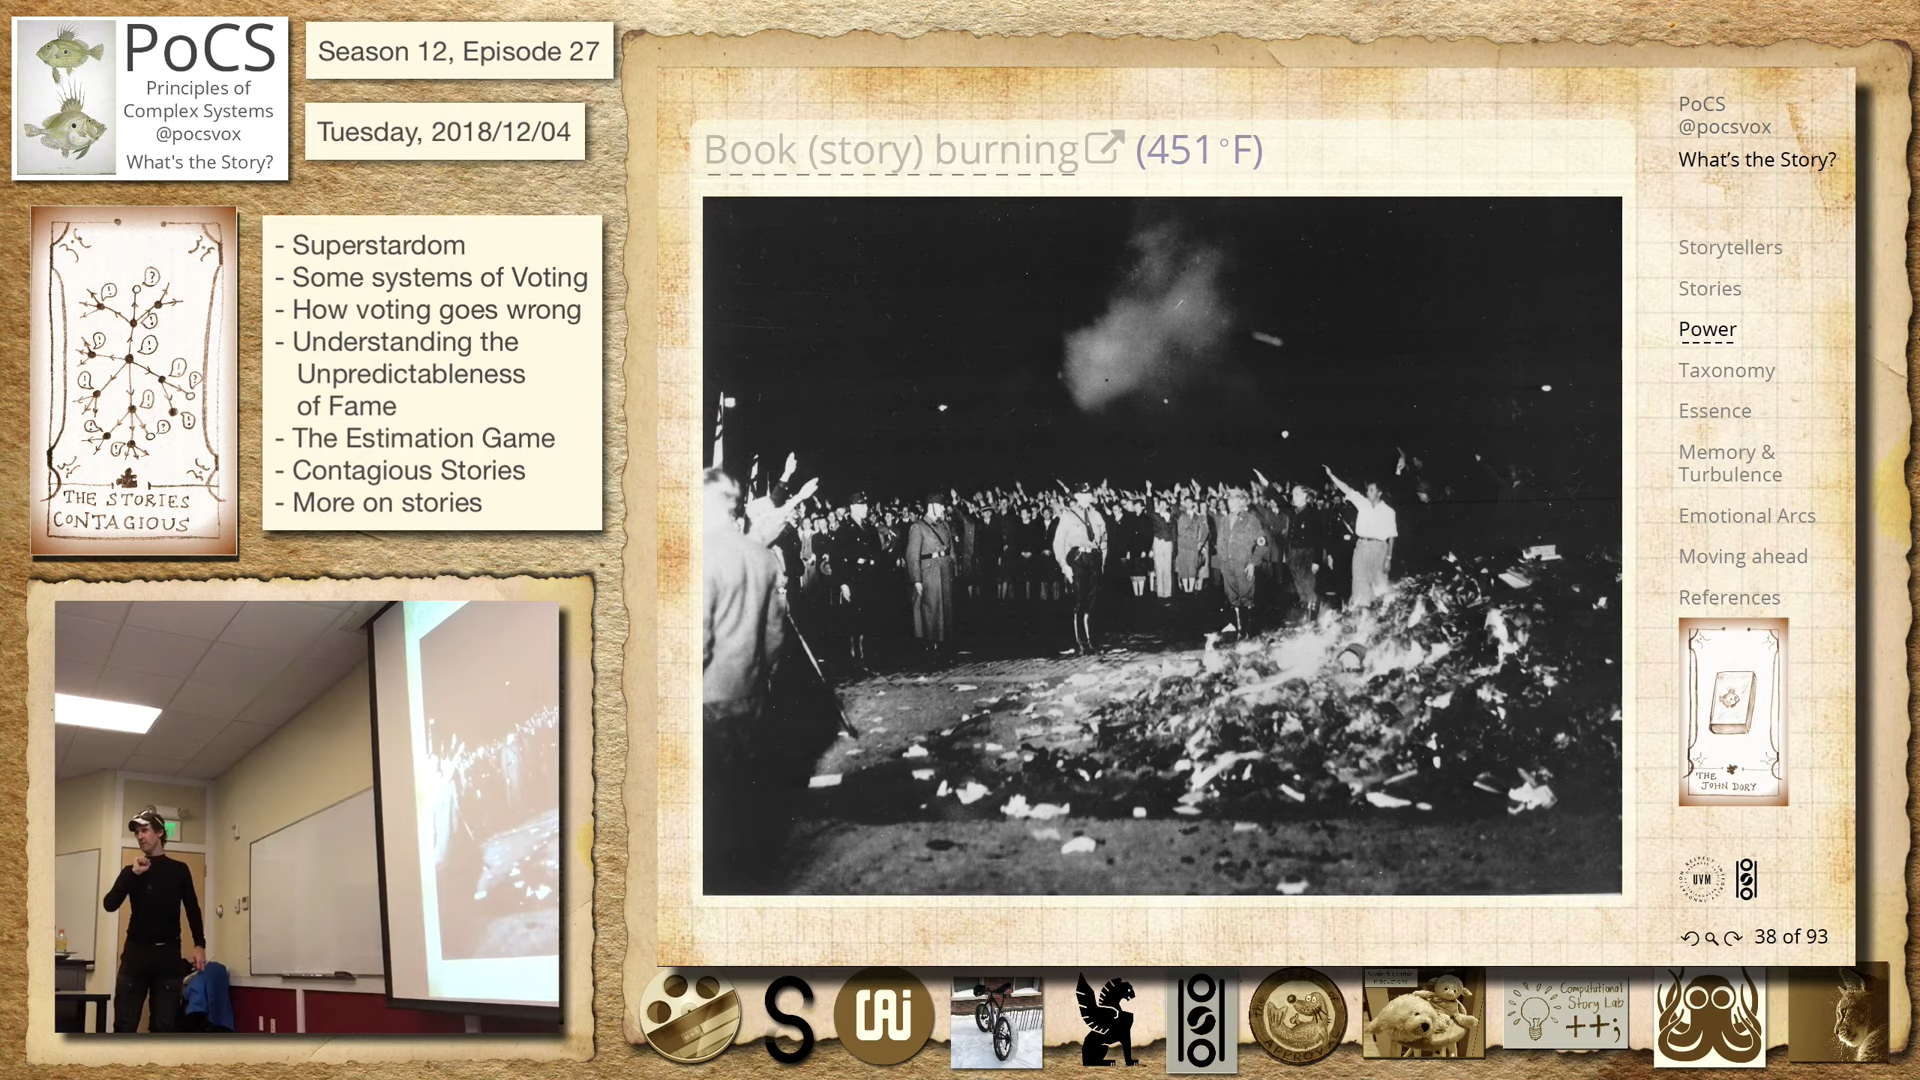 PoCS
Principles of
Complex Systems
@pocsvox
What's the Story?
Season 12, Episode 27
Tuesday, 2018/12/04
- Superstardom
- Some systems of Voting
- How voting goes wrong
- Understanding the
Unpredictableness
of Fame
- The Estimation Game
- Contagious Stories
- More on stories
THE STORIES
CONTAGIOUS
Book (story) burning (451°F)
PoCS
@pocsvox
What's the Story?
Storytellers
Stories
Power
Taxonomy
Essence
Memory &
Turbulence
Emotional Arcs
Moving ahead
References
THE
JOHN DORY
UVM
38 of 93
Computational
Story Lab
++;